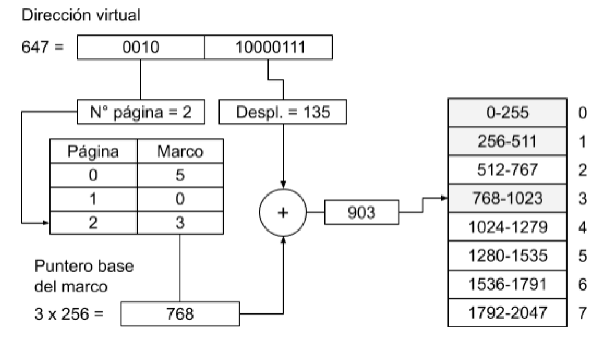 Dirección virtual
647 = 0010 10000111
N° página = 2 Despl. = 135
Página Marco
0 5
1 0
2 3
+ 903
Puntero base
del marco
3 x 256 = 768
0-255 0
256-511 1
512-767 2
768-1023 3
1024-1279 4
1280-1535 5
1536-1791 6
1792-2047 7